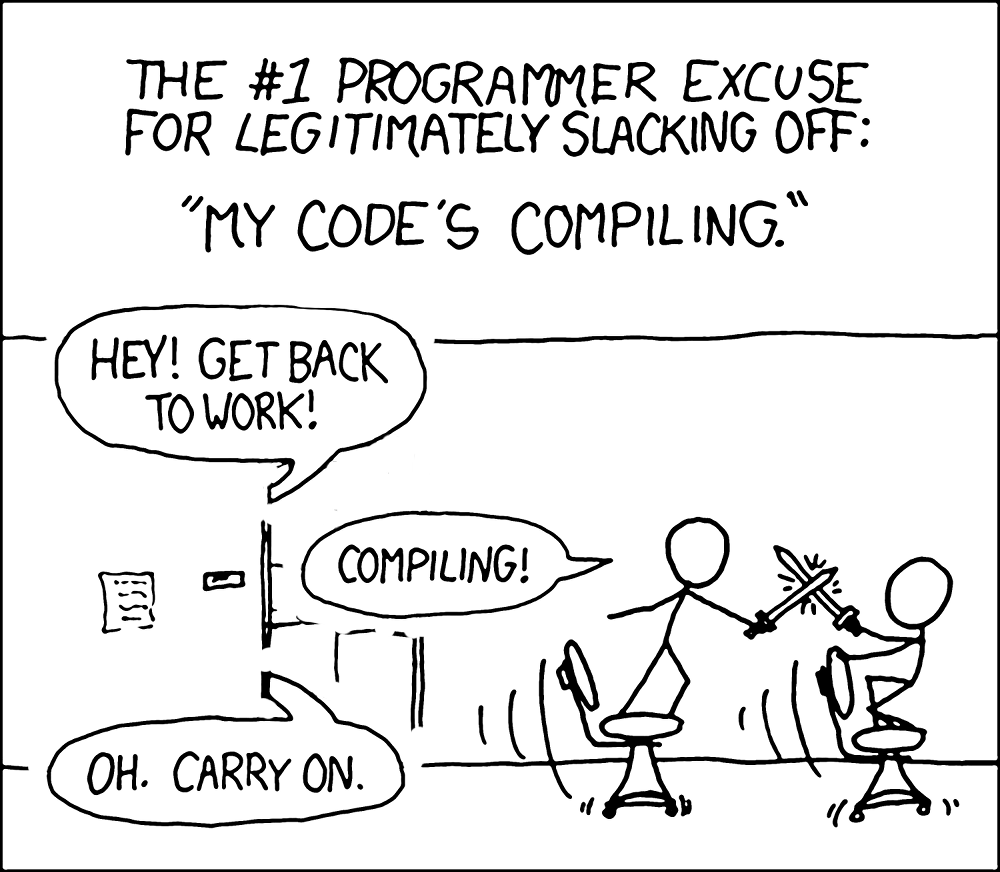 THE #1 PROGRAMMER EXCUSE
FOR LEGITIMATELY SLACKING OFF:
"MY CODE'S COMPILING."
HEY! GET BACK
TO WORK!
COMPILING!
OH. CARRY ON.